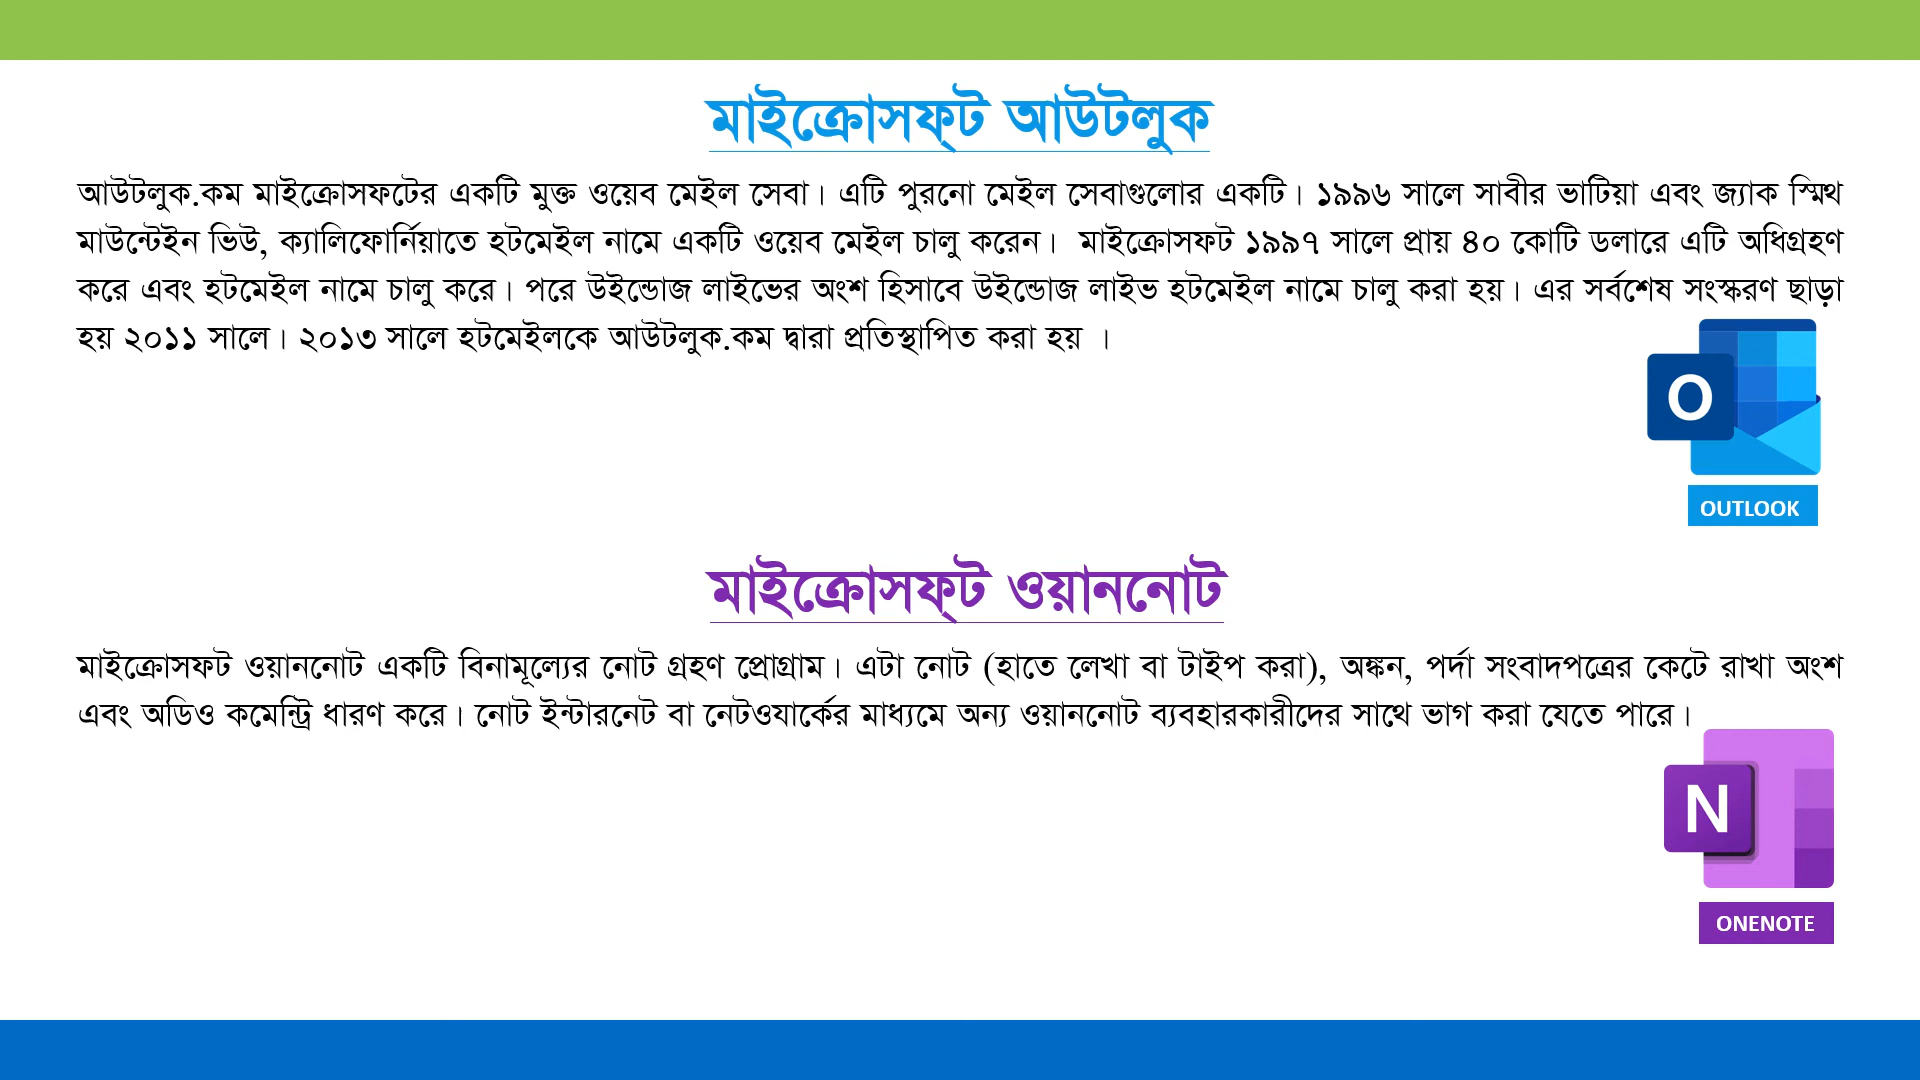 মাইক্রোসফ্ট আউটলুক
আউটলুক.কম মাইক্রোসফটের একটি মুক্ত ওয়েব মেইল সেবা। এটি পুরনো মেইল সেবাগুলোর একটি। ১৯৯৬ সালে সাবীর ভাটিয়া এবং জ্যাক স্মিথ
মাউন্টেইন ভিউ, ক্যালিফোর্নিয়াতে হটমেইল নামে একটি ওয়েব মেইল চালু করেন। মাইক্রোসফট ১৯৯৭ সালে প্রায় ৪০ কোটি ডলারে এটি অধিগ্রহণ
করে এবং হটমেইল নামে চালু করে। পরে উইন্ডোজ লাইভের অংশ হিসাবে উইন্ডোজ লাইভ হটমেইল নামে চালু করা হয়। এর সর্বশেষ সংস্করণ ছাড়া
হয় ২০১১ সালে। ২০১৩ সালে হটমেইলকে আউটলুক.কম দ্বারা প্রতিস্থাপিত করা হয় ।
O
OUTLOOK
মাইক্রোসফ্ট ওয়াননোট
মাইক্রোসফট ওয়াননোট একটি বিনামূল্যের নোট গ্রহণ প্রোগ্রাম। এটা নোট (হাতে লেখা বা টাইপ করা), অঙ্কন, পর্দা সংবাদপত্রের কেটে রাখা অংশ
এবং অডিও কমেন্ট্রি ধারণ করে। নোট ইন্টারনেট বা নেটওযার্কের মাধ্যমে অন্য ওয়াননোট ব্যবহারকারীদের সাথে ভাগ করা যেতে পারে।
N
ONENOTE